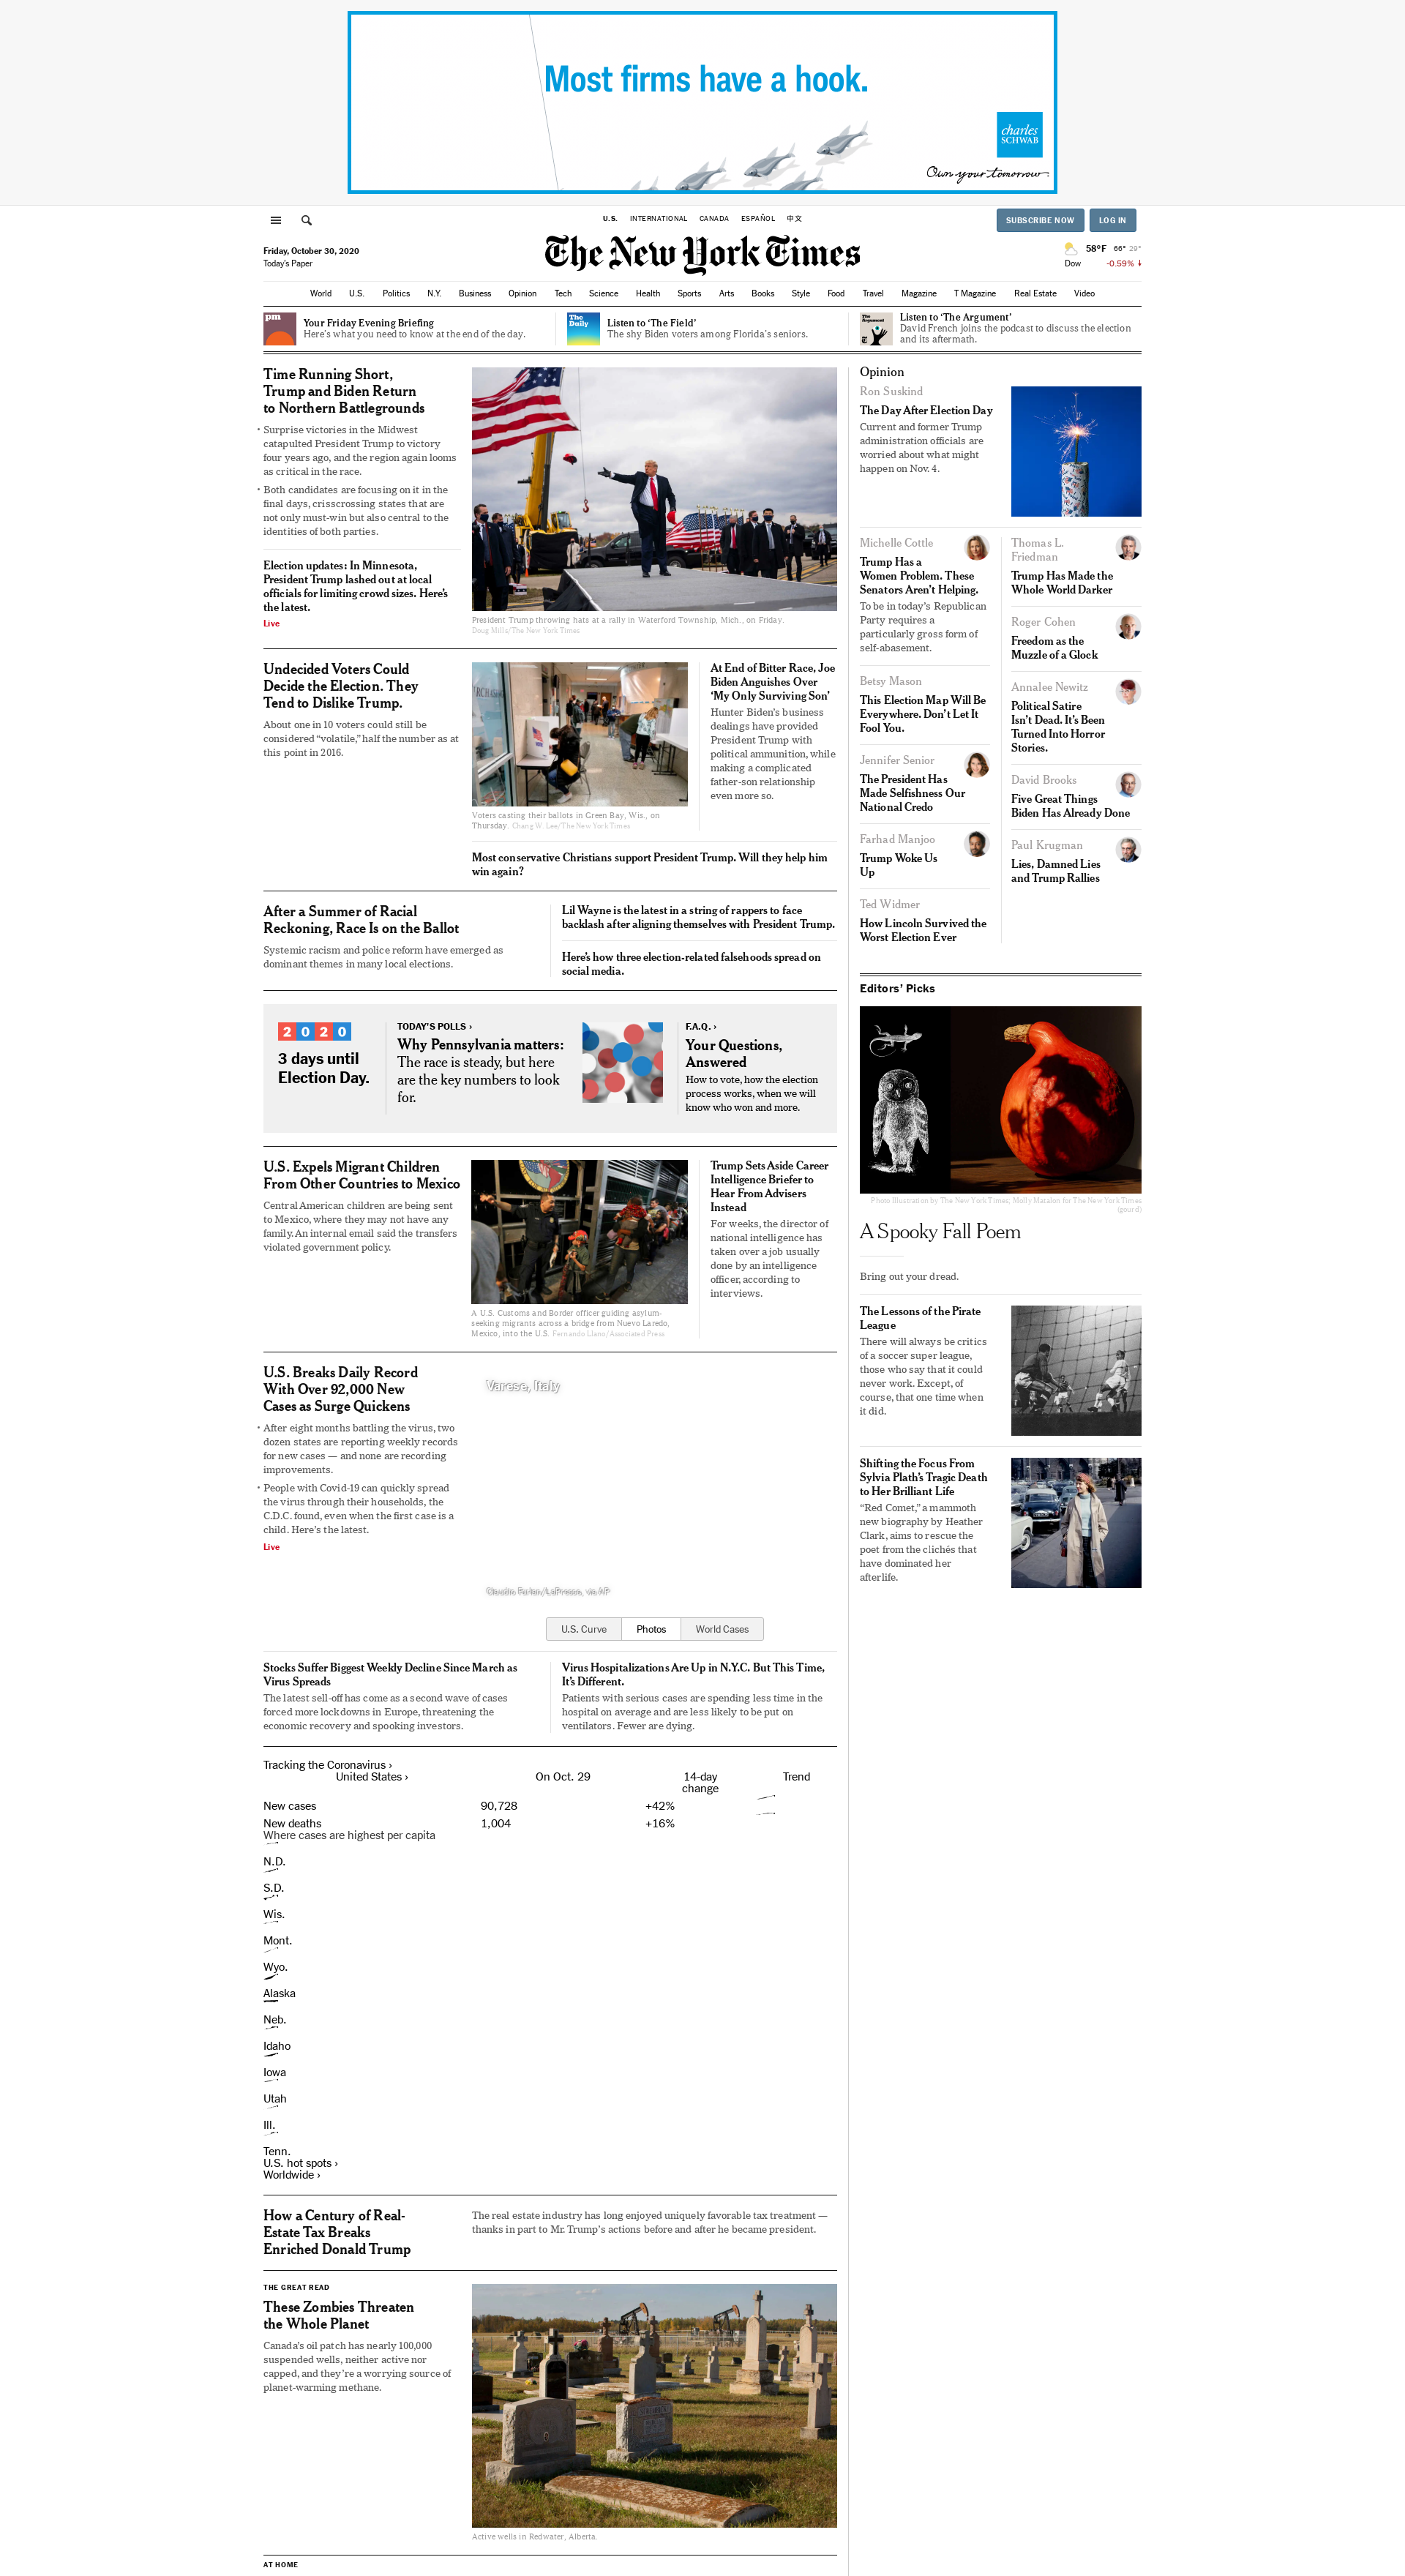 Most firms have a hook.
charles
SCHWAB
Own your tomorrow
U.S. INTERNATIONAL CANADA ESPAÑOL 中文
SUBSCRIBE NOW LOG IN
Friday, October 30, 2020
Today's Paper
The New York Times
58°F 66° 29°
Dow -0.59%
World U.S. Politics N.Y. Business Opinion Tech Science Health Sports Arts Books Style Food Travel Magazine T Magazine Real Estate Video
pm
Your Friday Evening Briefing
Here's what you need to know at the end of the day.
The
Daily
Listen to 'The Field'
The shy Biden voters among Florida's seniors.
The
Argument
Listen to 'The Argument'
David French joins the podcast to discuss the election
and its aftermath.
Time Running Short,
Trump and Biden Return
to Northern Battlegrounds
• Surprise victories in the Midwest
catapulted President Trump to victory
four years ago, and the region again looms
as critical in the race.
• Both candidates are focusing on it in the
final days, crisscrossing states that are
not only must-win but also central to the
identities of both parties.
Election updates: In Minnesota,
President Trump lashed out at local
officials for limiting crowd sizes. Here's
the latest.
Live
President Trump throwing hats at a rally in Waterford Township, Mich., on Friday.
Doug Mills/The New York Times
Undecided Voters Could
Decide the Election. They
Tend to Dislike Trump.
About one in 10 voters could still be
considered "volatile," half the number as at
this point in 2016.
Voters casting their ballots in Green Bay, Wis., on
Thursday. Chang W. Lee/The New York Times
At End of Bitter Race, Joe
Biden Anguishes Over
'My Only Surviving Son'
Hunter Biden's business
dealings have provided
President Trump with
political ammunition, while
making a complicated
father-son relationship
even more so.
Most conservative Christians support President Trump. Will they help him
win again?
After a Summer of Racial
Reckoning, Race Is on the Ballot
Systemic racism and police reform have emerged as
dominant themes in many local elections.
Lil Wayne is the latest in a string of rappers to face
backlash after aligning themselves with President Trump.
Here's how three election-related falsehoods spread on
social media.
2020
3 days until
Election Day.
TODAY'S POLLS ›
Why Pennsylvania matters:
The race is steady, but here
are the key numbers to look
for.
F.A.Q. ›
Your Questions,
Answered
How to vote, how the election
process works, when we will
know who won and more.
U.S. Expels Migrant Children
From Other Countries to Mexico
Central American children are being sent
to Mexico, where they may not have any
family. An internal email said the transfers
violated government policy.
A U.S. Customs and Border officer guiding asylum-
seeking migrants across a bridge from Nuevo Laredo,
Mexico, into the U.S. Fernando Llano/Associated Press
Trump Sets Aside Career
Intelligence Briefer to
Hear From Advisers
Instead
For weeks, the director of
national intelligence has
taken over a job usually
done by an intelligence
officer, according to
interviews.
U.S. Breaks Daily Record
With Over 92,000 New
Cases as Surge Quickens
• After eight months battling the virus, two
dozen states are reporting weekly records
for new cases — and none are recording
improvements.
• People with Covid-19 can quickly spread
the virus through their households, the
C.D.C. found, even when the first case is a
child. Here's the latest.
Live
Varese, Italy
Claudio Furlan/LaPresse, via AP
U.S. Curve Photos World Cases
Stocks Suffer Biggest Weekly Decline Since March as
Virus Spreads
The latest sell-off has come as a second wave of cases
forced more lockdowns in Europe, threatening the
economic recovery and spooking investors.
Virus Hospitalizations Are Up in N.Y.C. But This Time,
It's Different.
Patients with serious cases are spending less time in the
hospital on average and are less likely to be put on
ventilators. Fewer are dying.
Tracking the Coronavirus ›
United States › On Oct. 29 14-day
change Trend
New cases 90,728 +42%
New deaths 1,004 +16%
Where cases are highest per capita
N.D.
S.D.
Wis.
Mont.
Wyo.
Alaska
Neb.
Idaho
Iowa
Utah
Ill.
Tenn.
U.S. hot spots ›
Worldwide ›
How a Century of Real-
Estate Tax Breaks
Enriched Donald Trump
The real estate industry has long enjoyed uniquely favorable tax treatment —
thanks in part to Mr. Trump's actions before and after he became president.
THE GREAT READ
These Zombies Threaten
the Whole Planet
Canada's oil patch has nearly 100,000
suspended wells, neither active nor
capped, and they're a worrying source of
planet-warming methane.
Active wells in Redwater, Alberta.
AT HOME
Opinion
Ron Suskind
The Day After Election Day
Current and former Trump
administration officials are
worried about what might
happen on Nov. 4.
Michelle Cottle
Trump Has a
Women Problem. These
Senators Aren't Helping.
To be in today's Republican
Party requires a
particularly gross form of
self-abasement.
Betsy Mason
This Election Map Will Be
Everywhere. Don't Let It
Fool You.
Jennifer Senior
The President Has
Made Selfishness Our
National Credo
Farhad Manjoo
Trump Woke Us
Up
Ted Widmer
How Lincoln Survived the
Worst Election Ever
Thomas L.
Friedman
Trump Has Made the
Whole World Darker
Roger Cohen
Freedom as the
Muzzle of a Glock
Annalee Newitz
Political Satire
Isn't Dead. It's Been
Turned Into Horror
Stories.
David Brooks
Five Great Things
Biden Has Already Done
Paul Krugman
Lies, Damned Lies
and Trump Rallies
Editors' Picks
Photo Illustration by The New York Times; Molly Matalon for The New York Times
(gourd)
A Spooky Fall Poem
Bring out your dread.
The Lessons of the Pirate
League
There will always be critics
of a soccer super league,
those who say that it could
never work. Except, of
course, that one time when
it did.
Shifting the Focus From
Sylvia Plath's Tragic Death
to Her Brilliant Life
"Red Comet," a mammoth
new biography by Heather
Clark, aims to rescue the
poet from the clichés that
have dominated her
afterlife.